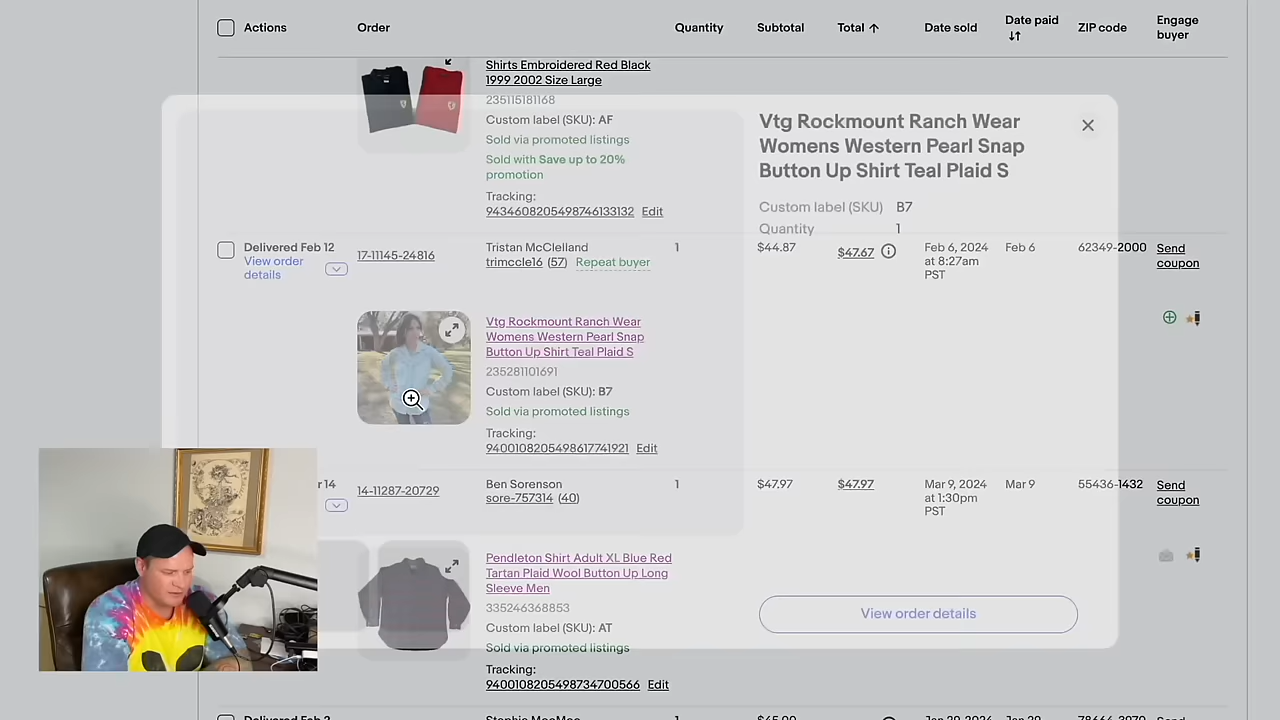 Actions
Order
Quantity
Subtotal
Total
Date sold
Date paid
ZIP code
Engage buyer
Shirts Embroidered Red Black
1999 2002 Size Large
235115181168
Custom label (SKU): AF
Sold via promoted listings
Sold with Save up to 20%
promotion
Tracking:
9434608205498746133132 Edit
Vtg Rockmount Ranch Wear
Womens Western Pearl Snap
Button Up Shirt Teal Plaid S
Custom label (SKU) B7
Quantity 1
Delivered Feb 12
View order
details
17-11145-24816
Tristan McClelland
trimccle16 (57) Repeat buyer
1
$44.87
$47.67
Feb 6, 2024
at 8:27am
PST
Feb 6
62349-2000
Send
coupon
Vtg Rockmount Ranch Wear
Womens Western Pearl Snap
Button Up Shirt Teal Plaid S
235281101691
Custom label (SKU): B7
Sold via promoted listings
Tracking:
9400108205498617741921 Edit
r 14
14-11287-20729
Ben Sorenson
sore-757314 (40)
1
$47.97
$47.97
Mar 9, 2024
at 1:30pm
PST
Mar 9
55436-1432
Send
coupon
Pendleton Shirt Adult XL Blue Red
Tartan Plaid Wool Button Up Long
Sleeve Men
335246368853
Custom label (SKU): AT
Sold via promoted listings
Tracking:
9400108205498734700566 Edit
View order details